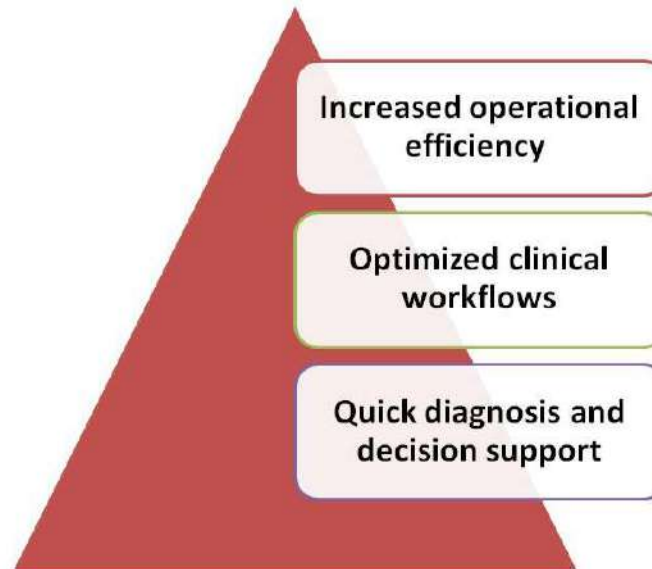 Increased operational
efficiency
Optimized clinical
workflows
Quick diagnosis and
decision support